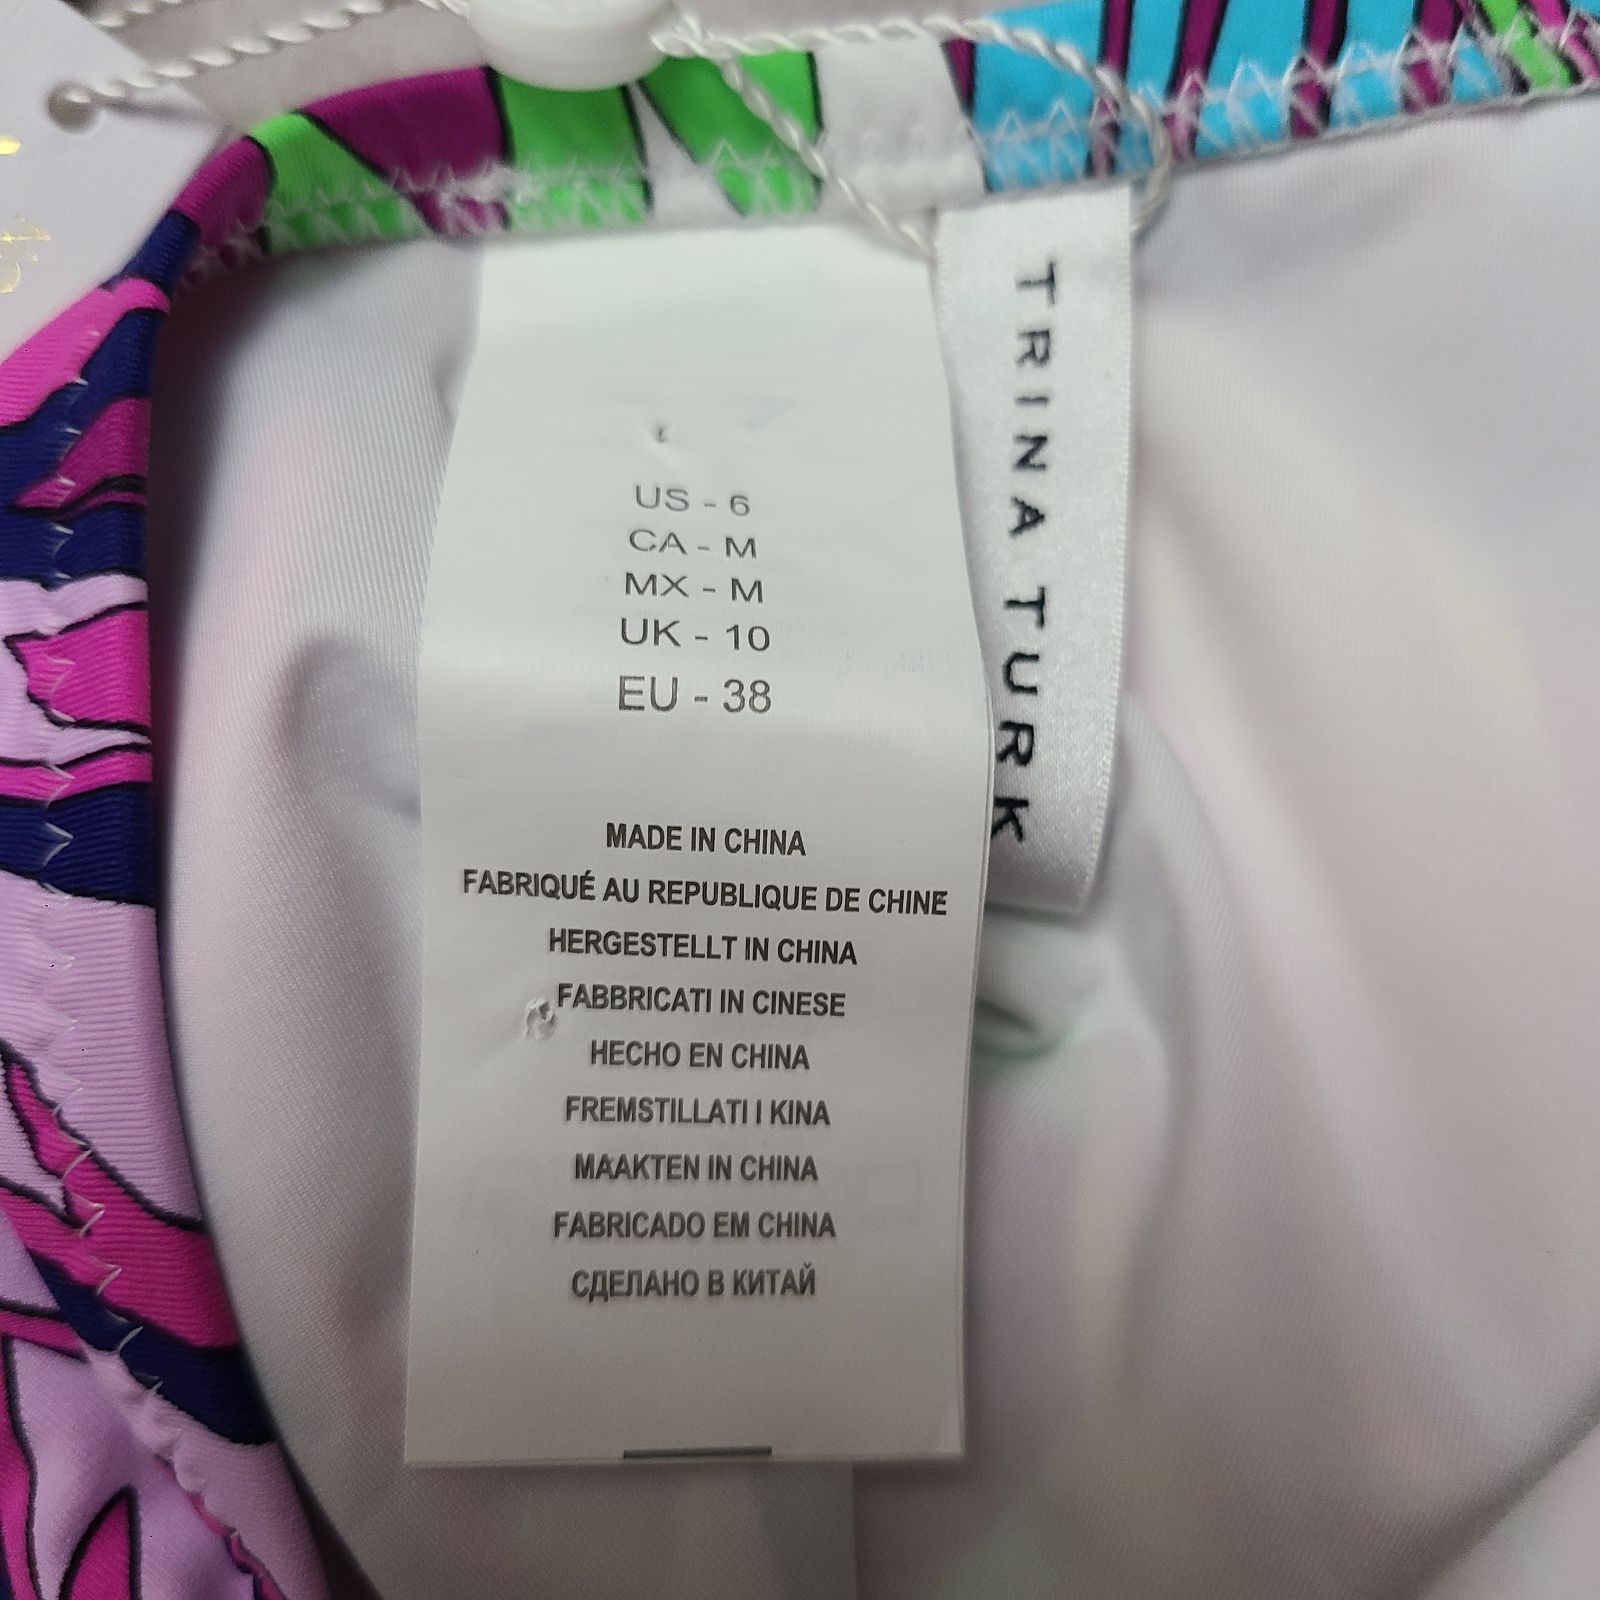 US - 6
CA - M
MX - M
UK - 10
EU - 38
MADE IN CHINA
FABRIQUÉ AU REPUBLIQUE DE CHINE
HERGESTELLT IN CHINA
FABBRICATI IN CINESE
HECHO EN CHINA
FREMSTILLATI I KINA
MAAKTEN IN CHINA
FABRICADO EM CHINA
СДЕЛАНО В КИТАЙ
TRINA TURK